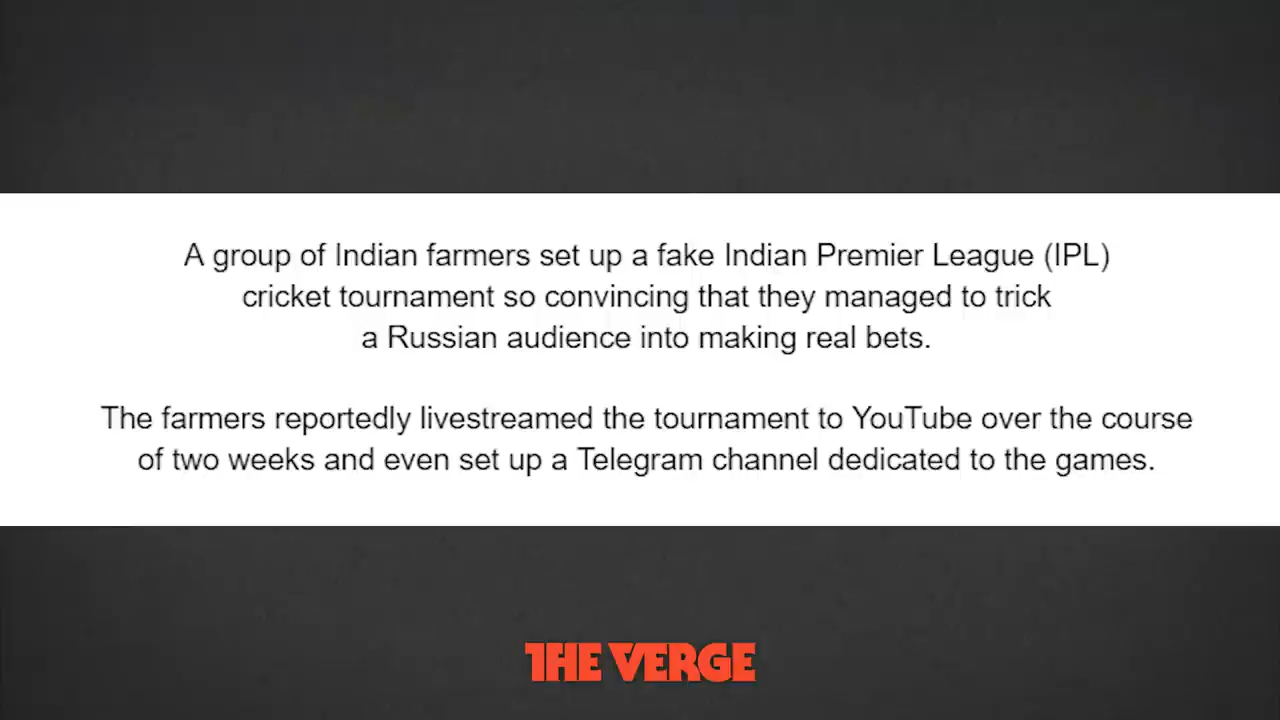 A group of Indian farmers set up a fake Indian Premier League (IPL)
cricket tournament so convincing that they managed to trick
a Russian audience into making real bets.
The farmers reportedly livestreamed the tournament to YouTube over the course
of two weeks and even set up a Telegram channel dedicated to the games.
THE VERGE